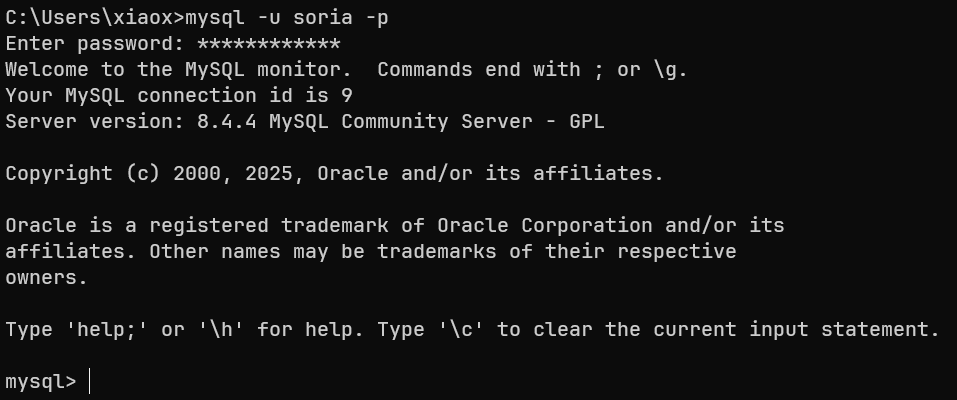 C:\Users\xiaox>mysql -u soria -p
Enter password: ************
Welcome to the MySQL monitor.  Commands end with ; or \g.
Your MySQL connection id is 9
Server version: 8.4.4 MySQL Community Server - GPL

Copyright (c) 2000, 2025, Oracle and/or its affiliates.

Oracle is a registered trademark of Oracle Corporation and/or its
affiliates. Other names may be trademarks of their respective
owners.

Type 'help;' or '\h' for help. Type '\c' to clear the current input statement.

mysql>